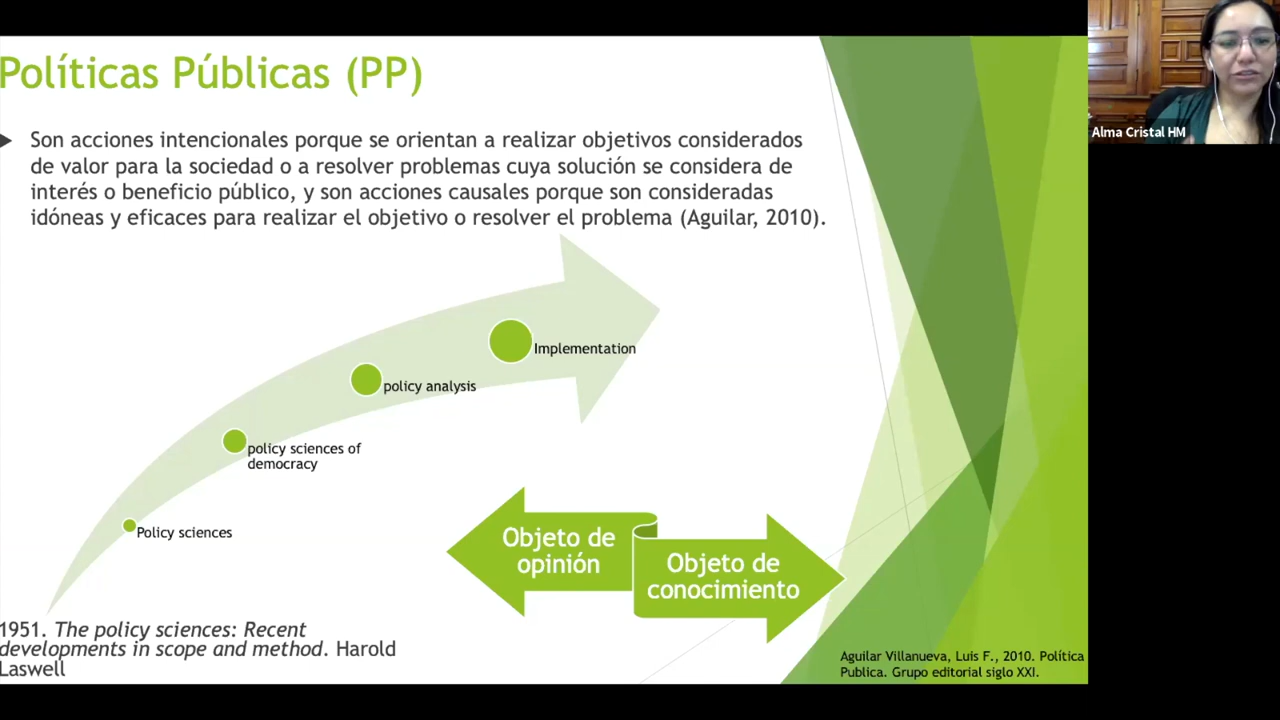 Políticas Públicas (PP)
Son acciones intencionales porque se orientan a realizar objetivos considerados
de valor para la sociedad o a resolver problemas cuya solución se considera de
interés o beneficio público, y son acciones causales porque son consideradas
idóneas y eficaces para realizar el objetivo o resolver el problema (Aguilar, 2010).
Implementation
policy analysis
policy sciences of
democracy
Policy sciences
Objeto de
opinión
Objeto de
conocimiento
1951. The policy sciences: Recent
developments in scope and method. Harold
Laswell
Aguilar Villanueva, Luis F., 2010. Política
Publica. Grupo editorial siglo XXI.
Alma Cristal HM